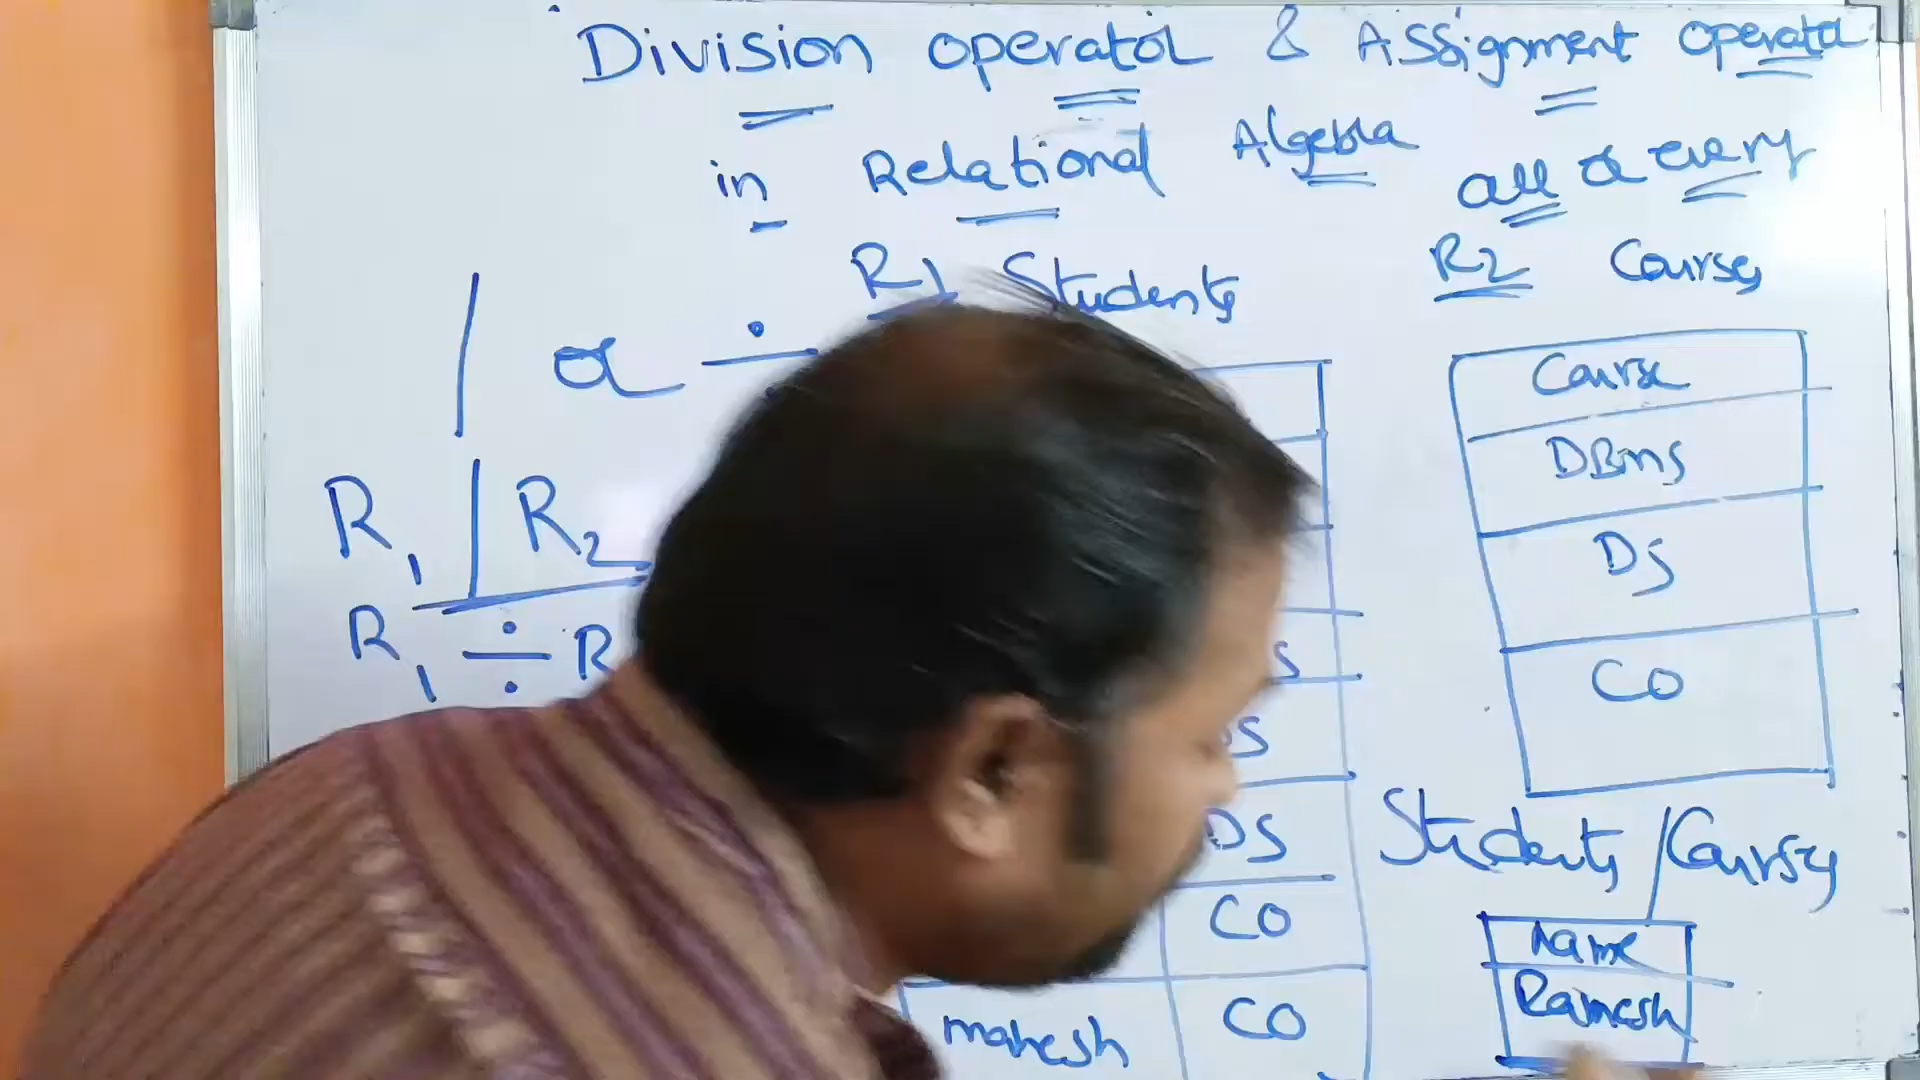 Division operator & Assignment operator
in Relational Algebra
all or every
R1 Students
R2 Courses
/ or ÷
R1 / R2
R1 ÷ R
Course
DBMS
DS
CO
S
DS
DS
CO
mahesh CO
Students / Courses
Name
Ramesh